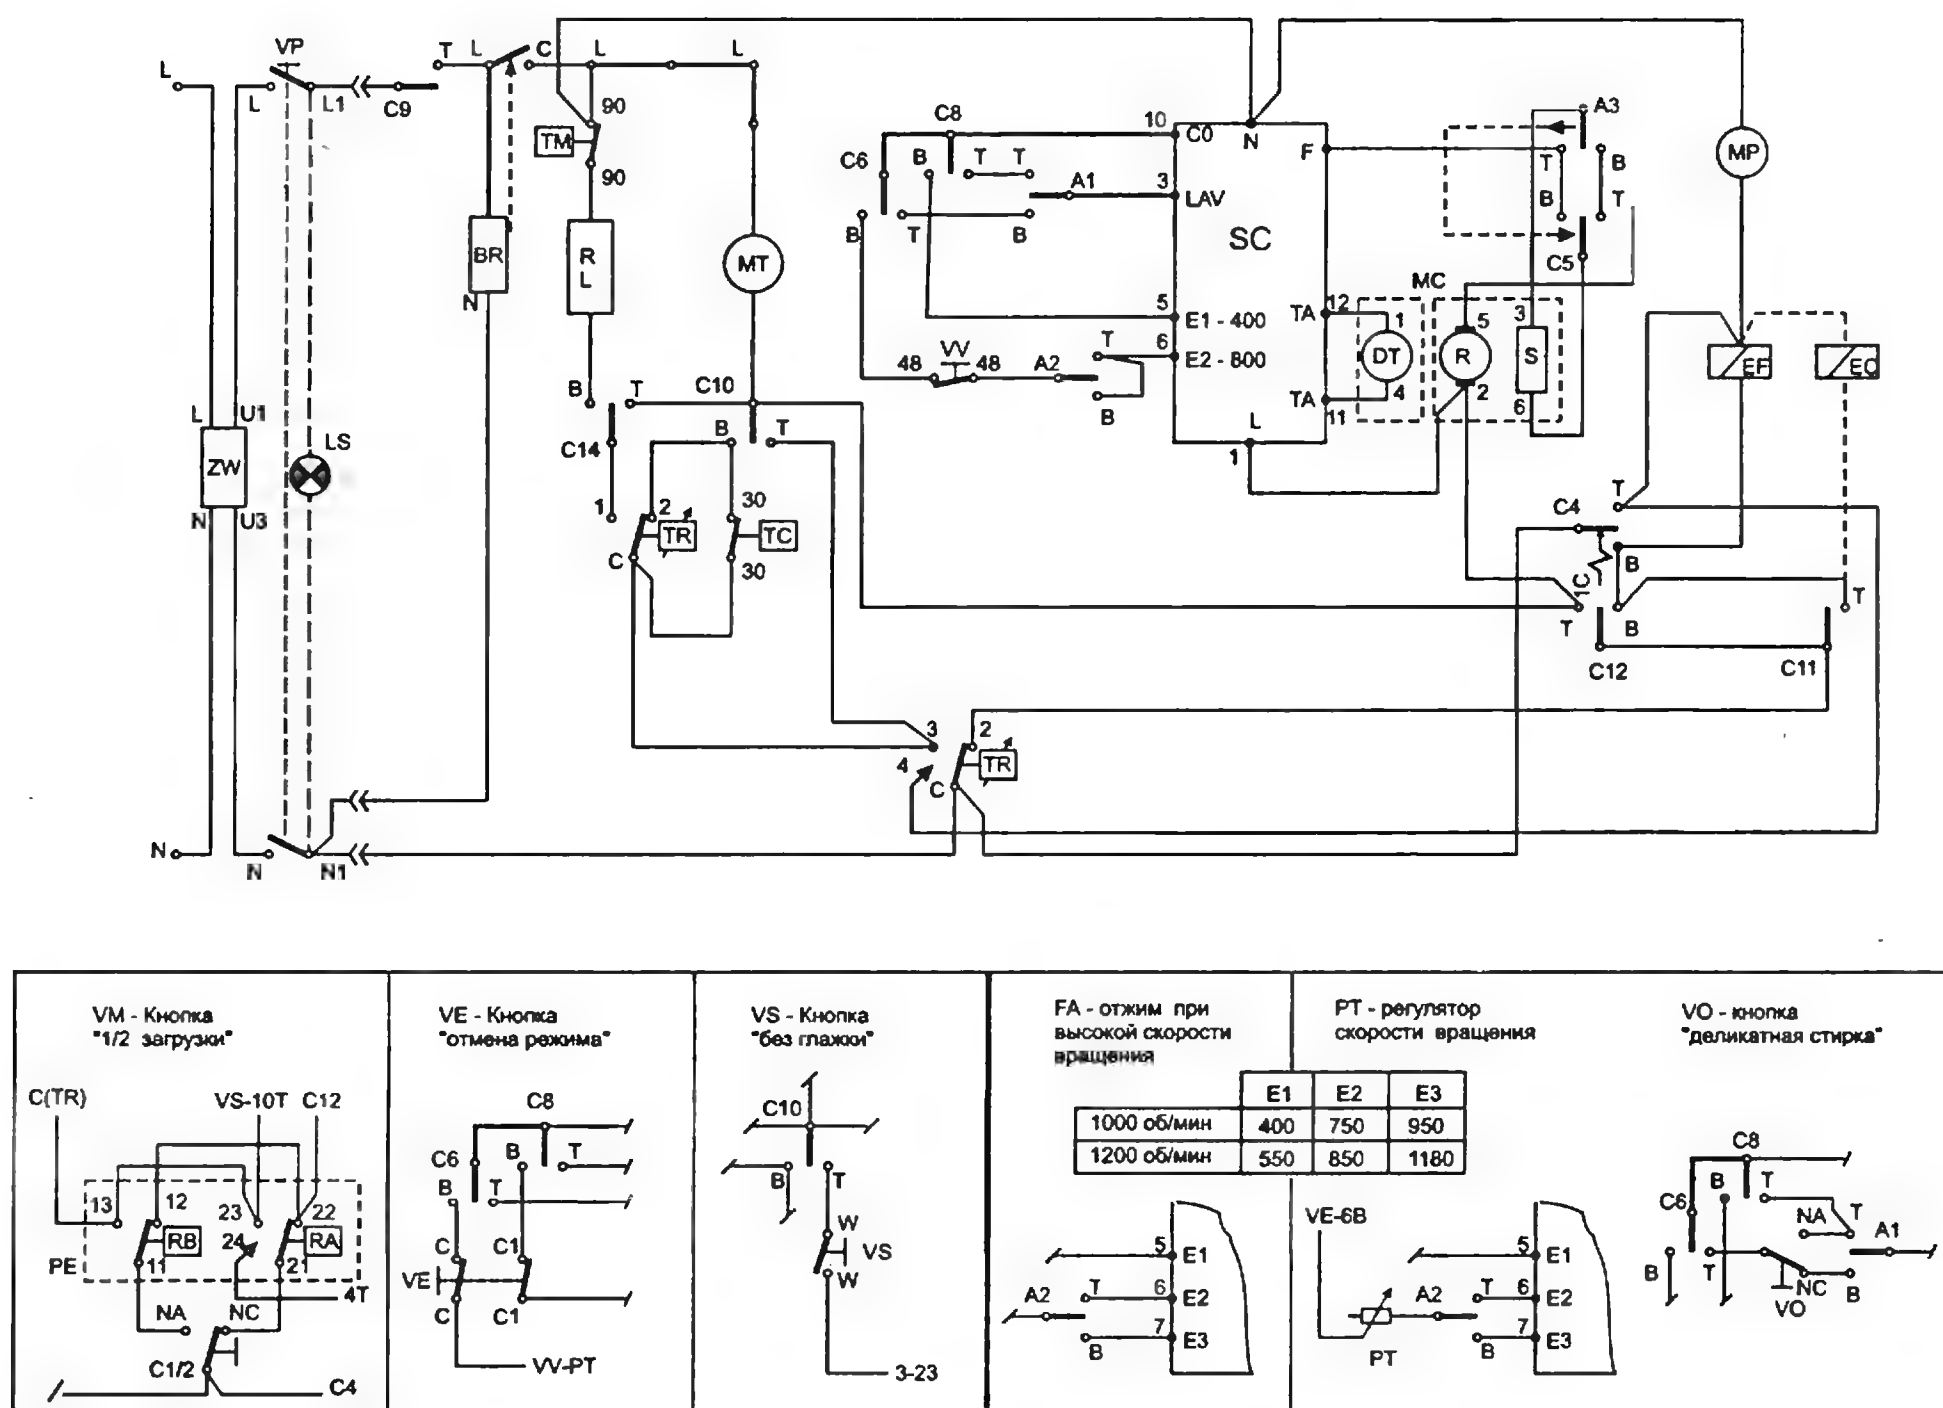 VP
L
L
L1
C9
T
L
C
L
L
90
TM
90
BR
N
R
L
MT
B
T
C10
C14
B
T
1
2
TR
C
30
TC
30
L
U1
ZW
N
U3
LS
N
N
N1
C8
10
C0
N
C6
B
T
T
A1
3
LAV
B
T
B
SC
F
5
E1 - 400
6
E2 - 800
VV
48
48
A2
T
B
L
1
TA
12
TA
11
MC
1
DT
4
5
R
2
3
S
6
A3
T
B
B
T
C5
MP
EF
EC
T
C4
B
1C
T
B
C12
T
C11
3
4
2
TR
C
VM - Кнопка
"1/2 загрузки"
C(TR)
VS-10T
C12
13
12
23
22
24
RB
RA
PE
11
21
4T
NA
NC
C1/2
C4
VE - Кнопка
"отмена режима"
C8
C6
B
T
B
T
C
C1
VE
C
C1
VV-PT
VS - Кнопка
"без глажки"
C10
B
T
W
VS
W
3-23
FA - отжим при
высокой скорости
вращения
PT - регулятор
скорости вращения
E1 E2 E3
1000 об/мин 400 750 950
1200 об/мин 550 850 1180
5
E1
A2
T
6
E2
7
E3
B
VE-6B
5
E1
A2
T
6
E2
7
E3
B
PT
VO - кнопка
"деликатная стирка"
C8
B
T
C6
NA
T
A1
B
T
NC
B
VO